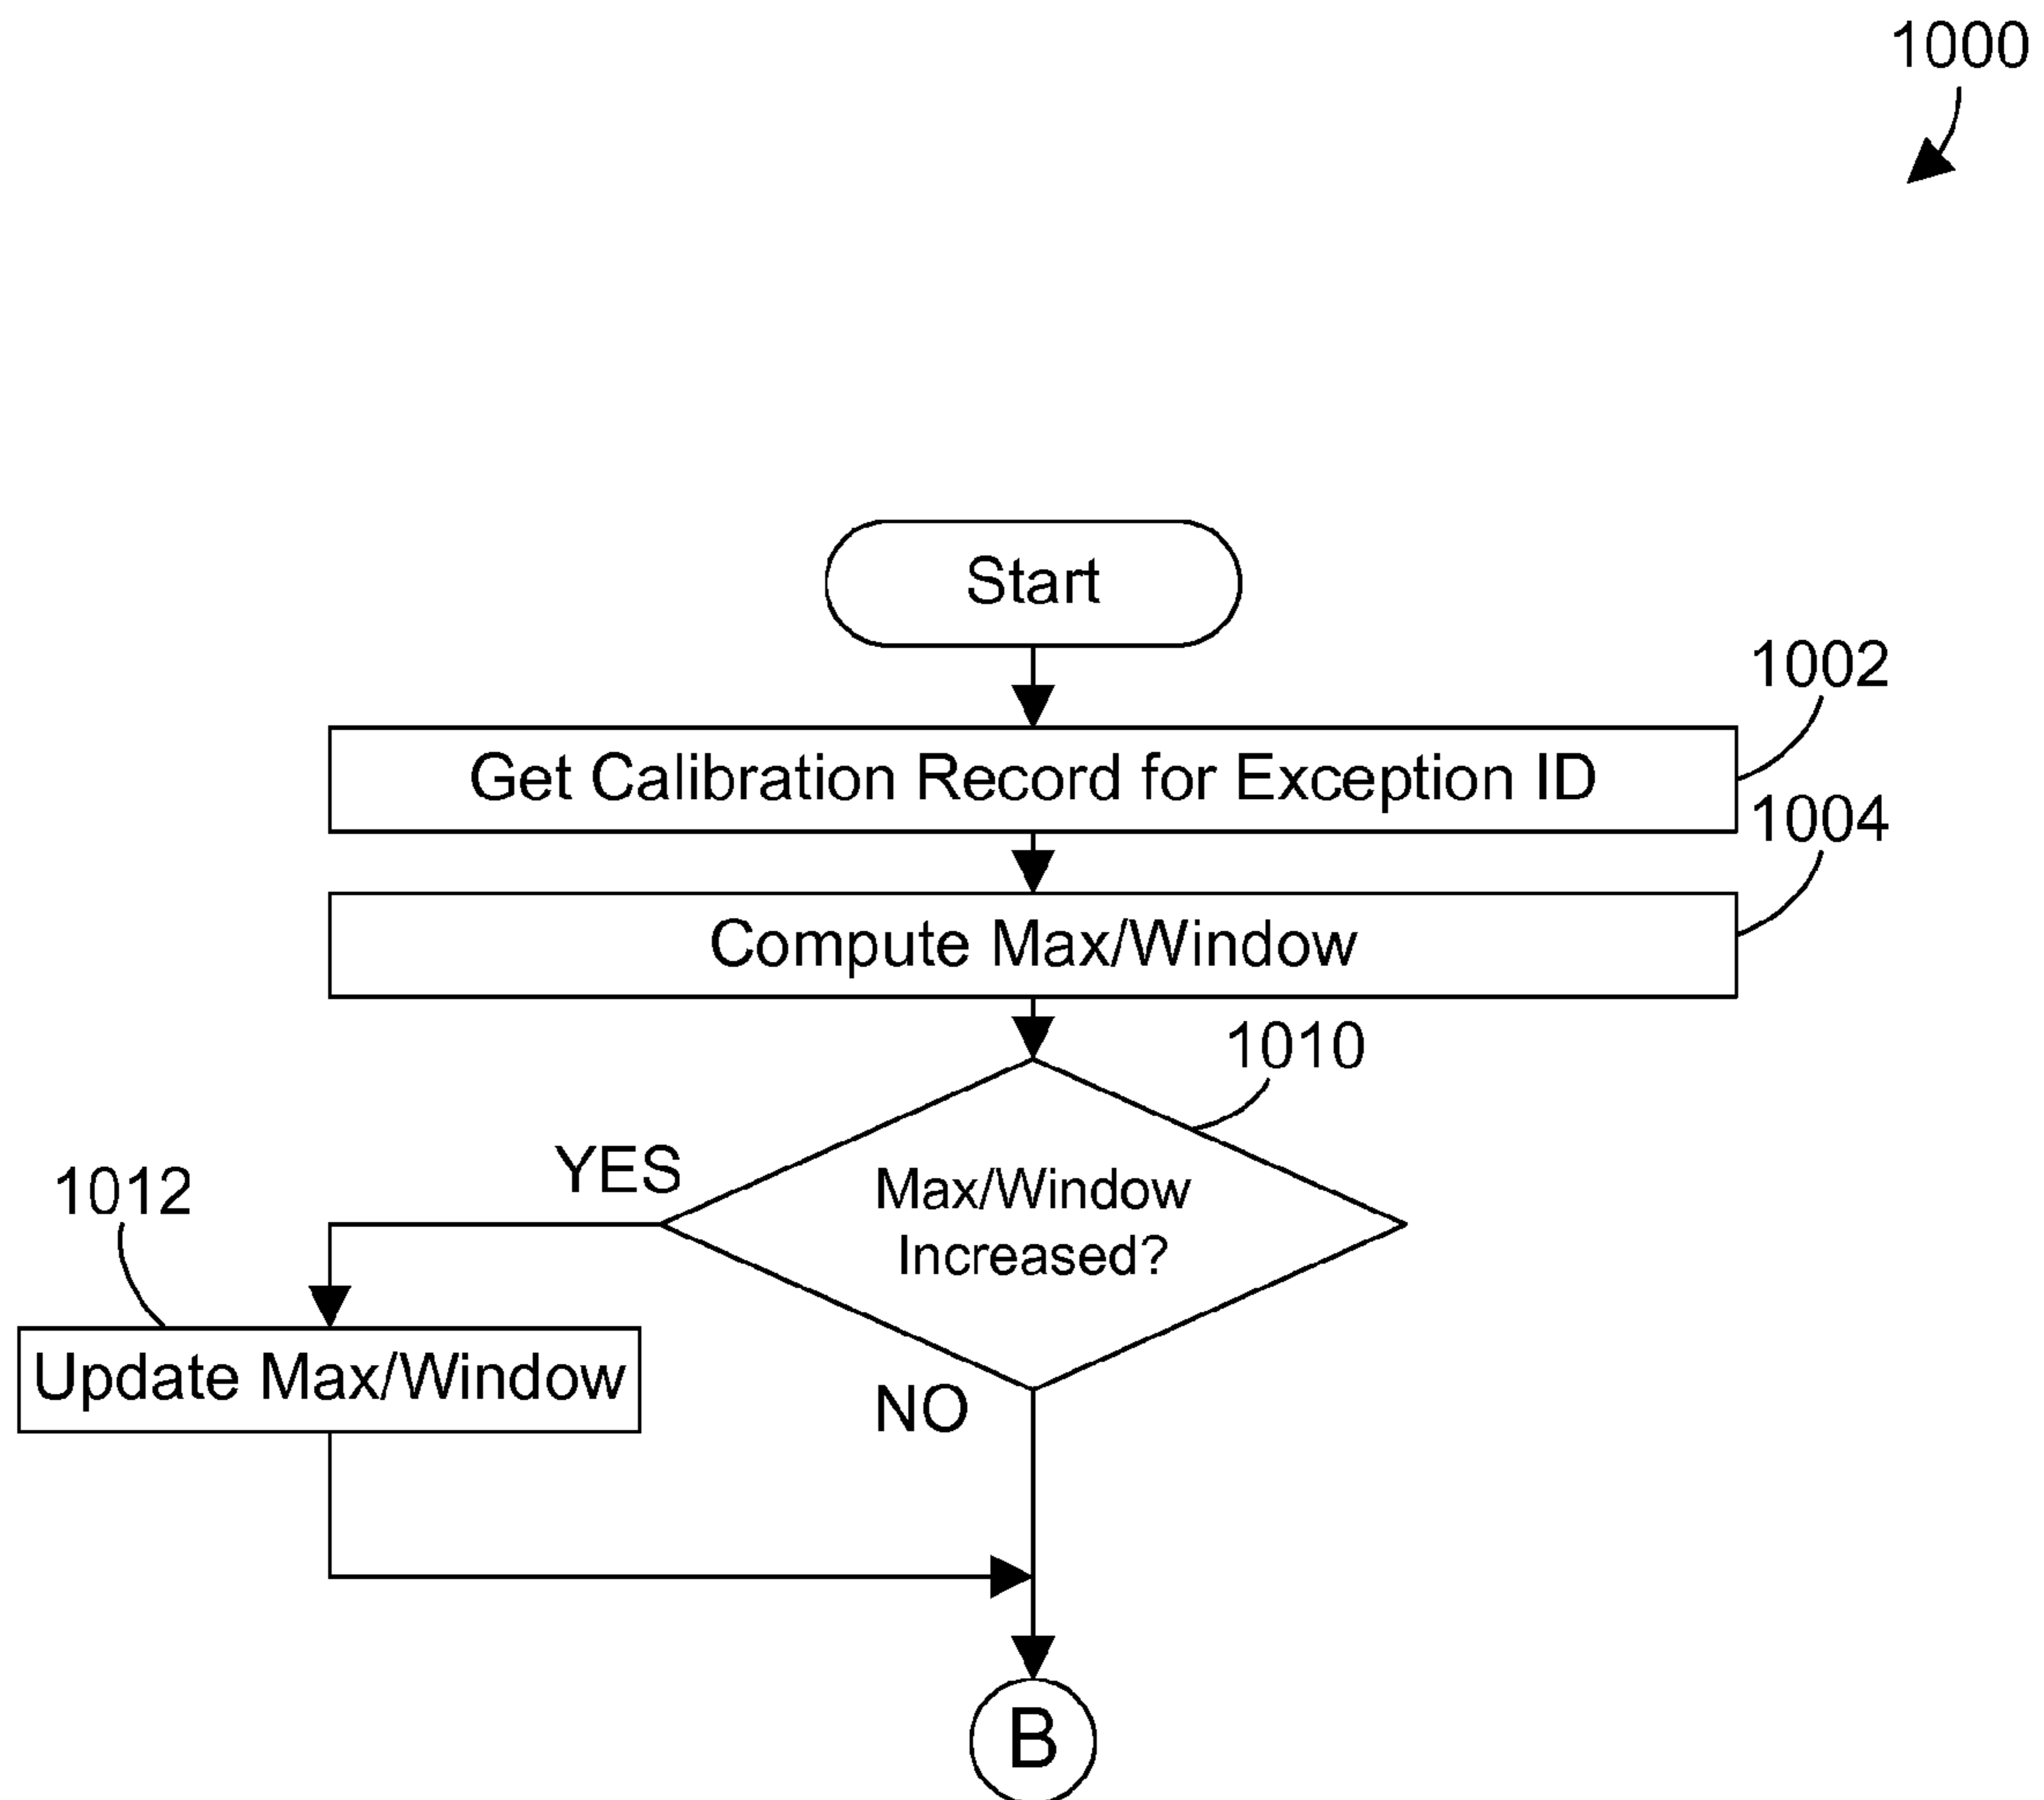 1000
Start
1002
Get Calibration Record for Exception ID
1004
Compute Max/Window
1010
YES
Max/Window
Increased?
1012
Update Max/Window
NO
B